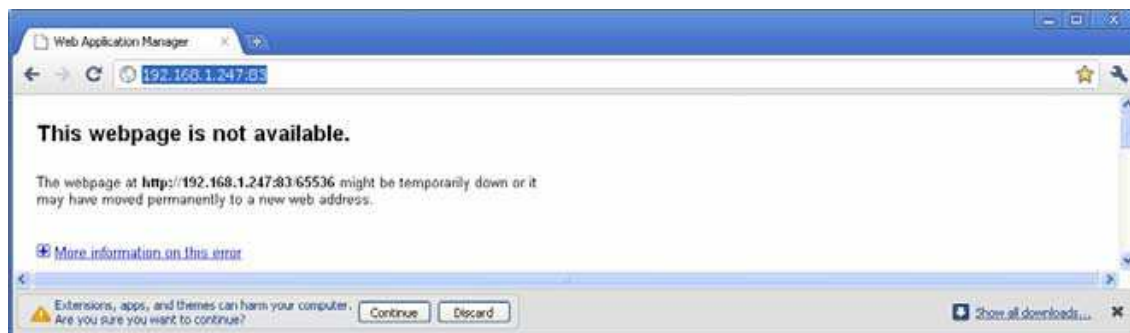 Web Application Manager
192.168.1.247:83
This webpage is not available.
The webpage at http://192.168.1.247:83/65536 might be temporarily down or it
may have moved permanently to a new web address.
More information on this error
Extensions, apps, and themes can harm your computer.
Are you sure you want to continue?
Continue
Discard
Show all downloads...